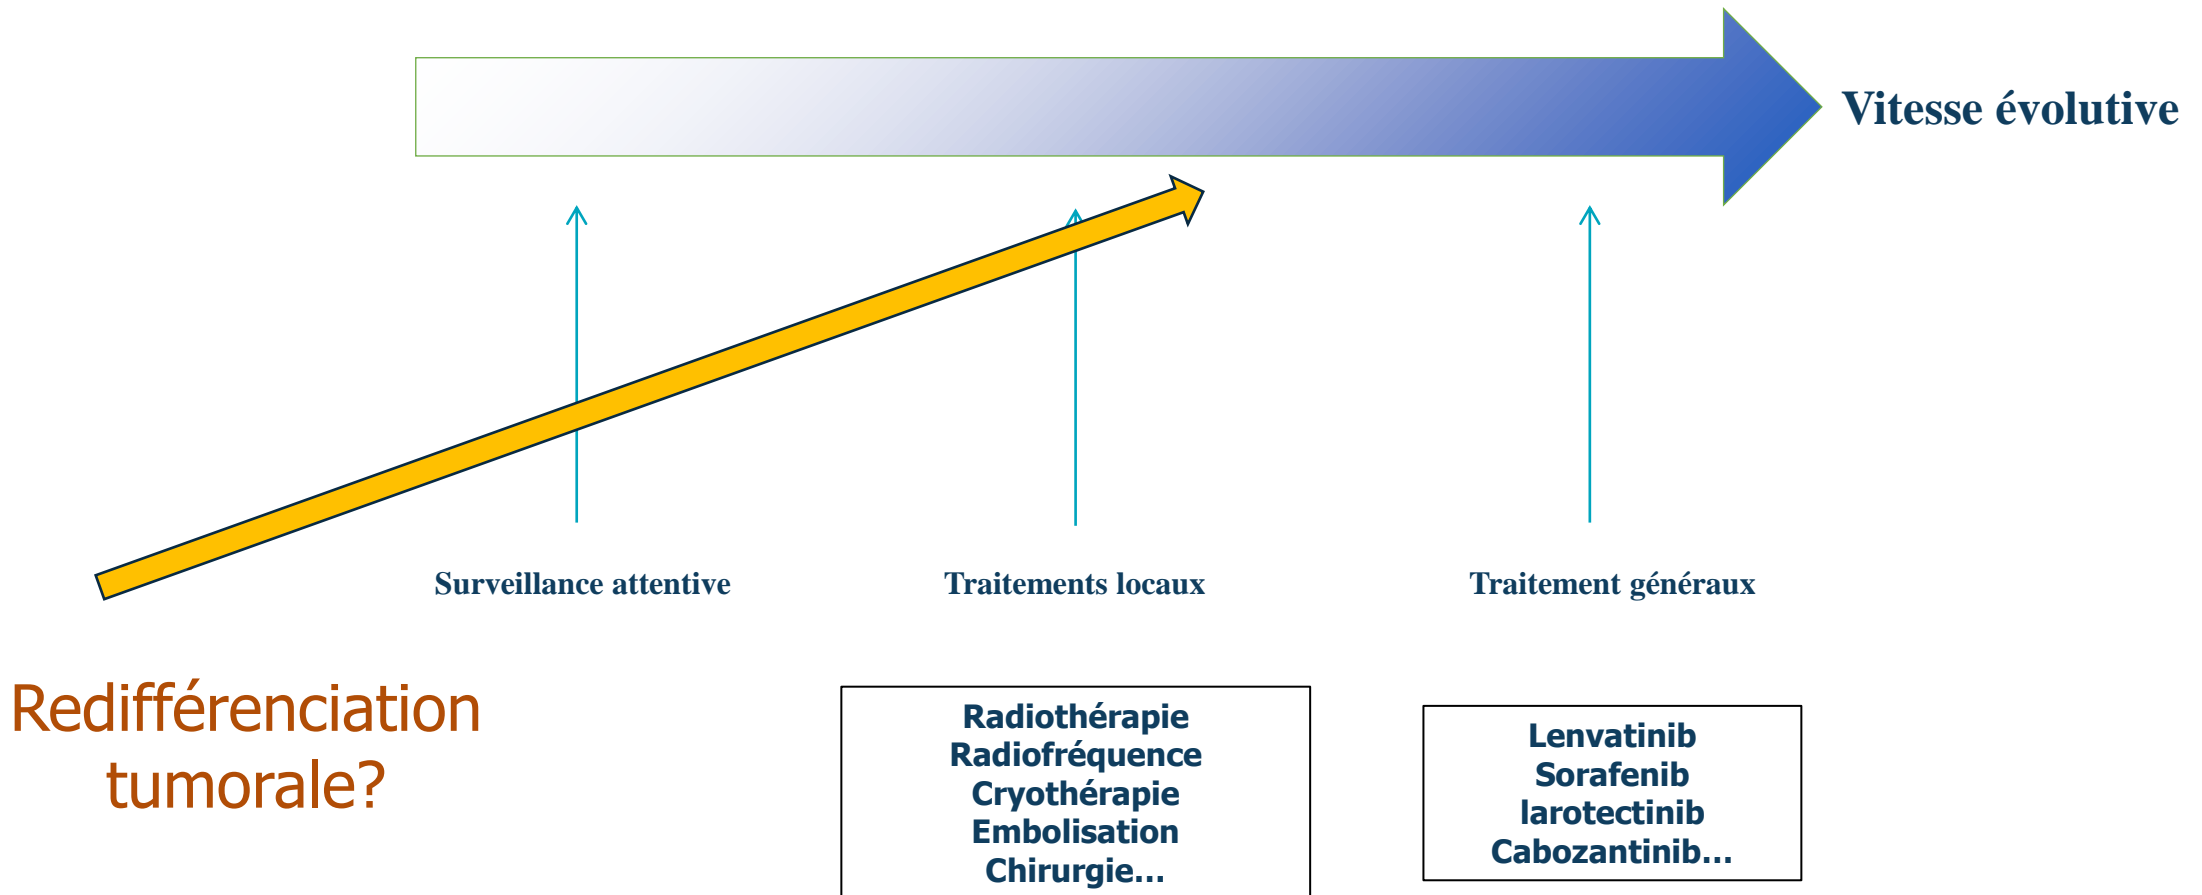 Vitesse évolutive
Surveillance attentive
Traitements locaux
Traitement généraux
Redifférenciation
tumorale?
Radiothérapie
Radiofréquence
Cryothérapie
Embolisation
Chirurgie...
Lenvatinib
Sorafenib
larotectinib
Cabozantinib...